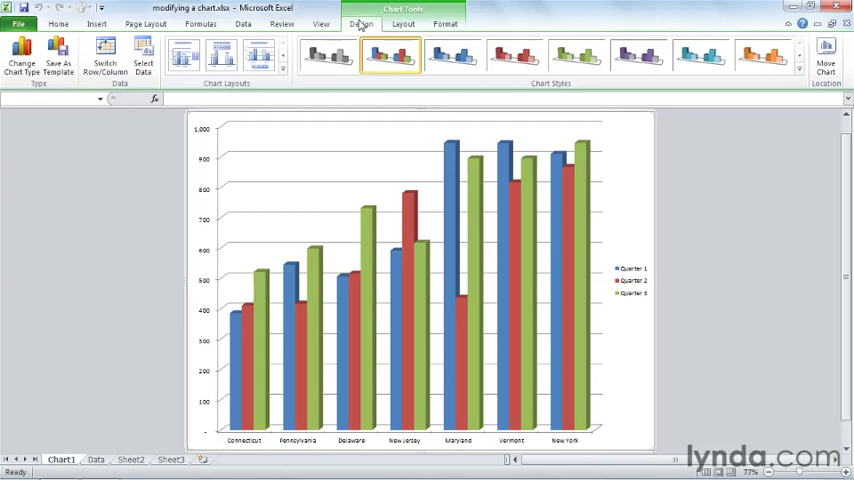 modifying a chart.xlsx - Microsoft Excel
Chart Tools
File Home Insert Page Layout Formulas Data Review View Design Layout Format
Change Chart Type
Save As Template
Switch Row/Column
Select Data
Move Chart
Type Data Chart Layouts Chart Styles Location
fx
1,000
900
800
700
600
500
400
300
200
100
-
Quarter 1
Quarter 2
Quarter 3
Connecticut Pennsylvania Delaware New Jersey Maryland Vermont New York
Chart1 Data Sheet2 Sheet3
lynda.com
Ready 77%